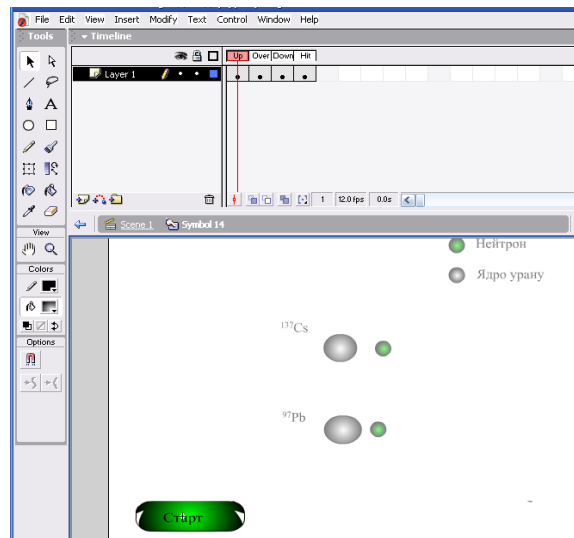 File Edit View Insert Modify Text Control Window Help
Tools
Timeline
Up Over Down Hit
Layer 1
1 12.0 fps 0.0s
View
Scene 1 Symbol 14
Colors
Options
Нейтрон
Ядро урану
137Cs
97Pb
Старт